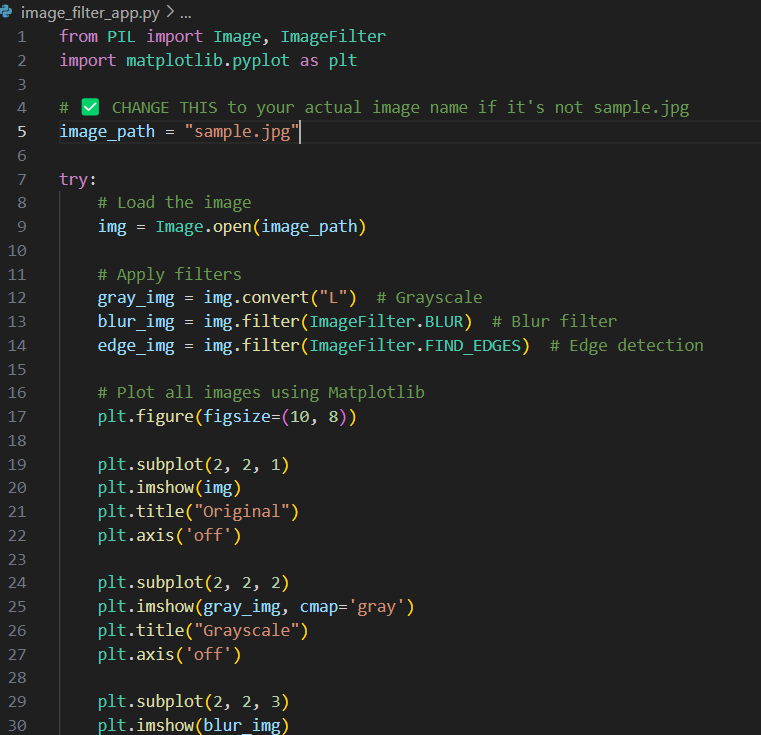 image_filter_app.py > ...
1 from PIL import Image, ImageFilter
2 import matplotlib.pyplot as plt
3
4 # ✅ CHANGE THIS to your actual image name if it's not sample.jpg
5 image_path = "sample.jpg"
6
7 try:
8     # Load the image
9     img = Image.open(image_path)
10
11     # Apply filters
12     gray_img = img.convert("L")  # Grayscale
13     blur_img = img.filter(ImageFilter.BLUR)  # Blur filter
14     edge_img = img.filter(ImageFilter.FIND_EDGES)  # Edge detection
15
16     # Plot all images using Matplotlib
17     plt.figure(figsize=(10, 8))
18
19     plt.subplot(2, 2, 1)
20     plt.imshow(img)
21     plt.title("Original")
22     plt.axis('off')
23
24     plt.subplot(2, 2, 2)
25     plt.imshow(gray_img, cmap='gray')
26     plt.title("Grayscale")
27     plt.axis('off')
28
29     plt.subplot(2, 2, 3)
30     plt.imshow(blur_img)